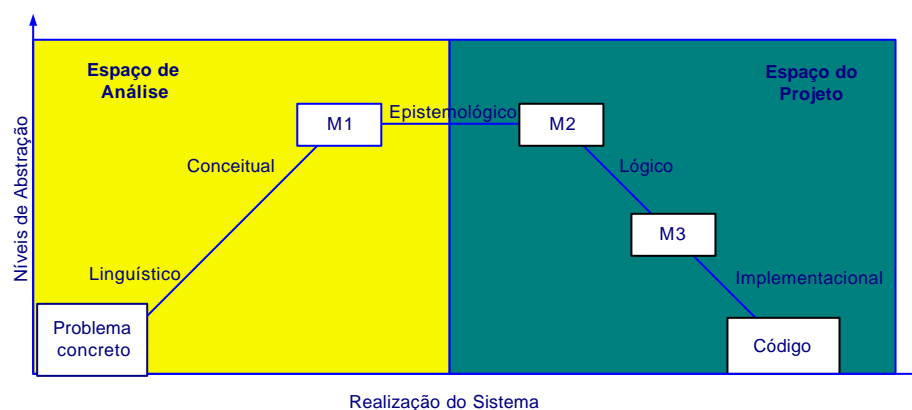 Espaço de
Análise
Espaço do
Projeto
M1
Epistemológico
M2
Conceitual
Lógico
M3
Níveis de Abstração
Linguístico
Implementacional
Problema
concreto
Código
Realização do Sistema